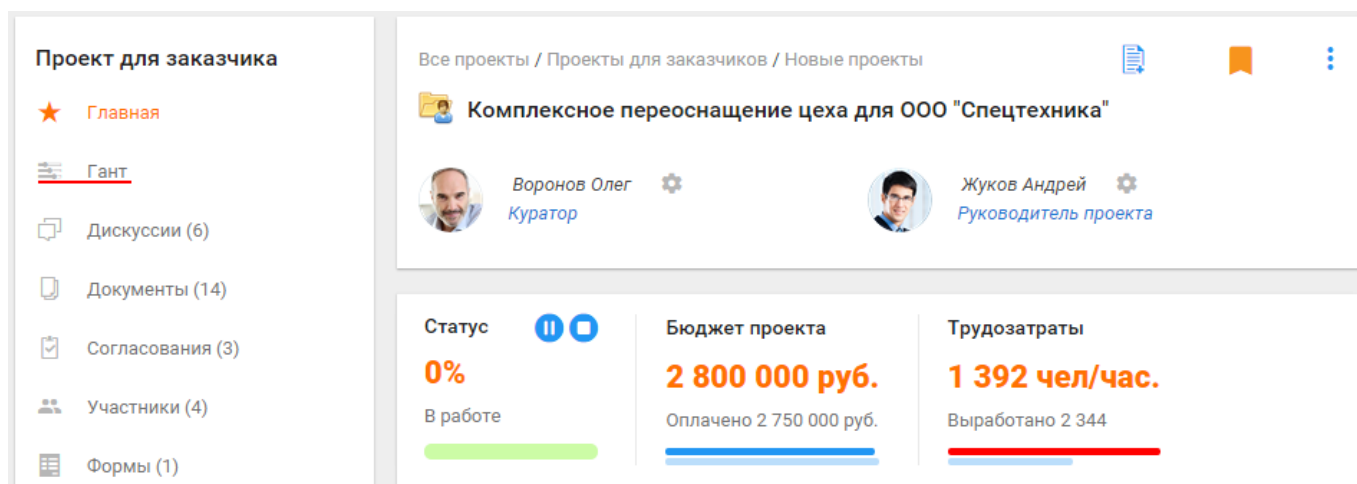 Проект для заказчика
Главная
Гант
Дискуссии (6)
Документы (14)
Согласования (3)
Участники (4)
Формы (1)
Все проекты / Проекты для заказчиков / Новые проекты
Комплексное переоснащение цеха для ООО "Спецтехника"
Воронов Олег
Куратор
Жуков Андрей
Руководитель проекта
Статус
0%
В работе
Бюджет проекта
2 800 000 руб.
Оплачено 2 750 000 руб.
Трудозатраты
1 392 чел/час.
Выработано 2 344